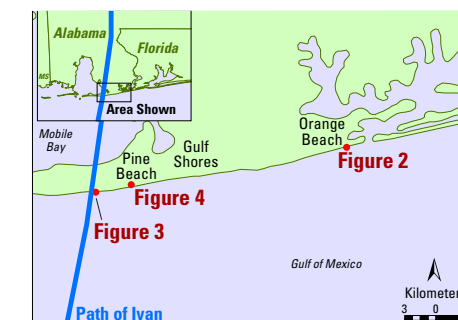 Alabama
Florida
MS
Area Shown
Mobile
Bay
Orange
Beach
Gulf
Shores
Pine
Beach
Figure 2
Figure 4
Figure 3
Gulf of Mexico
Kilometer
3 0
Path of Ivan